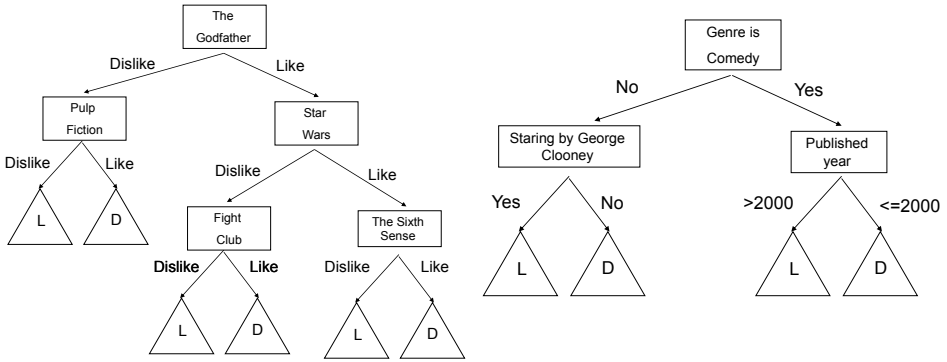 The
Godfather
Dislike
Like
Pulp
Fiction
Star
Wars
Dislike
Like
Dislike
Like
L
D
Fight
Club
The Sixth
Sense
Dislike
Like
Dislike
Like
L
D
L
D
Genre is
Comedy
No
Yes
Staring by George
Clooney
Published
year
Yes
No
>2000
<=2000
L
D
L
D